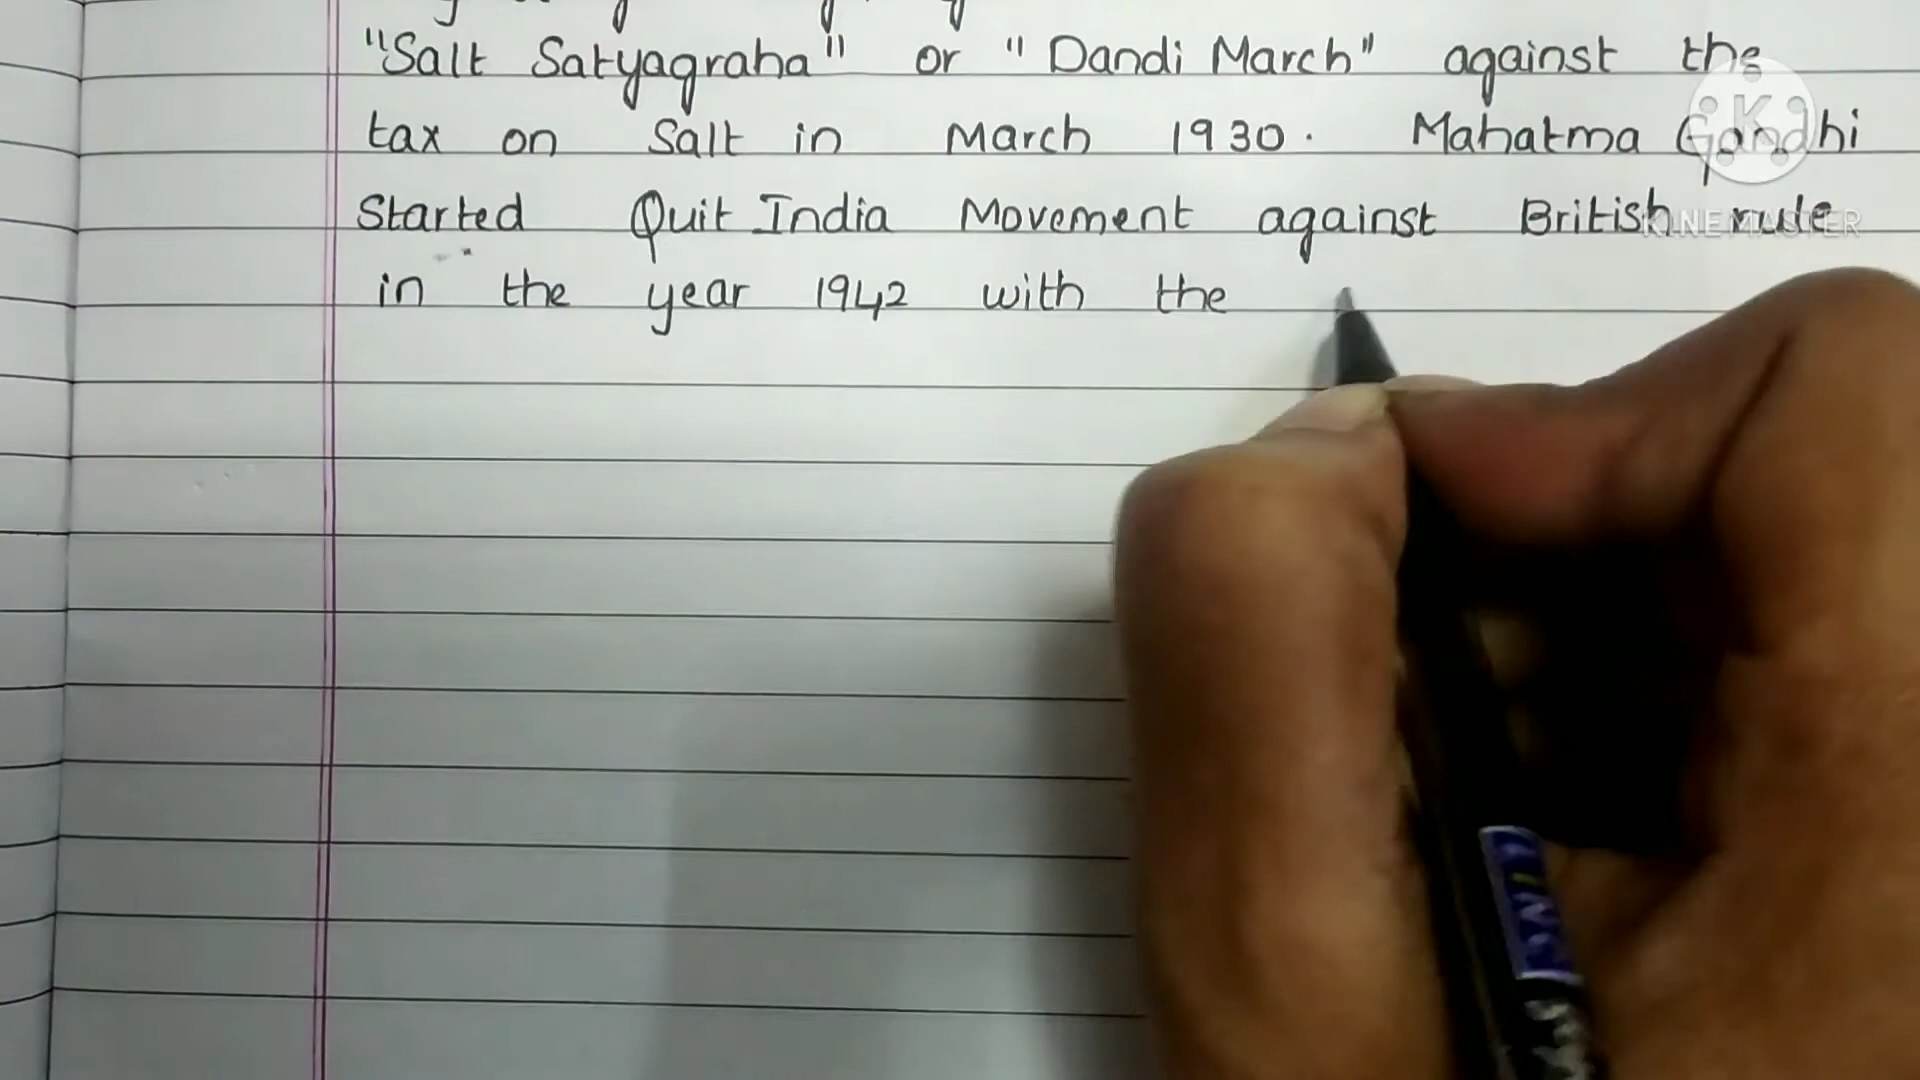 "Salt Satyagraha" or "Dandi March" against the
tax on Salt in March 1930. Mahatma Gandhi
Started Quit India Movement against British rule
in the year 1942 with the
KINEMASTER